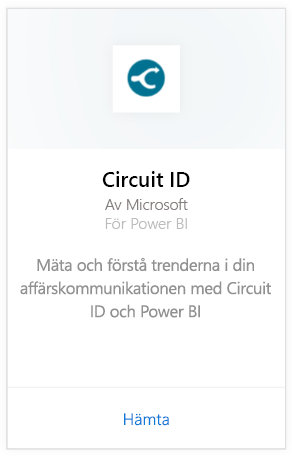 Circuit ID
Av Microsoft
För Power BI
Mäta och förstå trenderna i din
affärskommunikationen med Circuit
ID och Power BI
Hämta